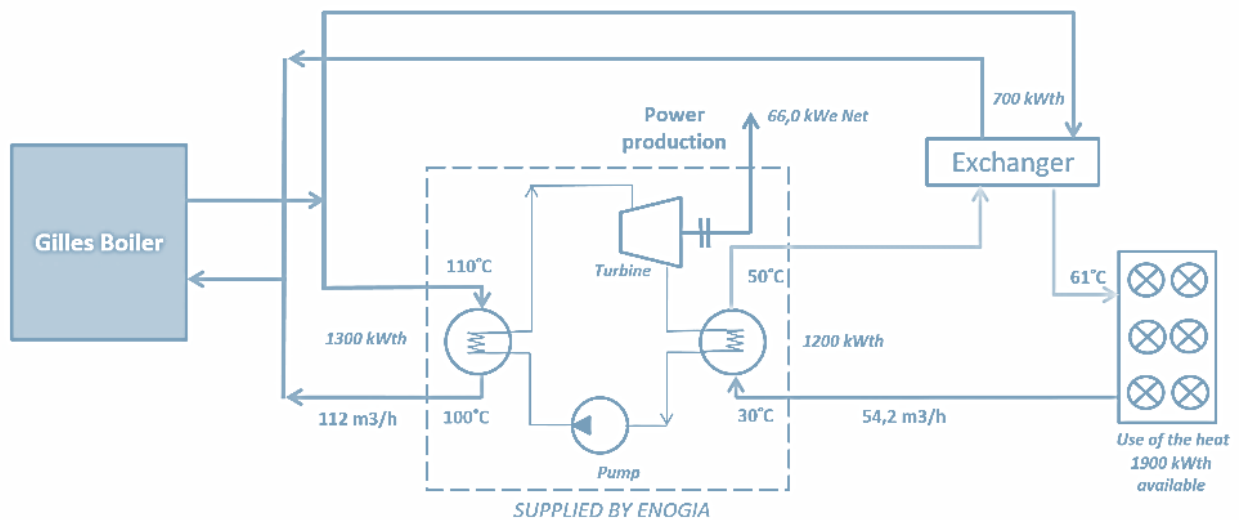 700 kWth
Power
production
66,0 kWe Net
Exchanger
Gilles Boiler
110°C
Turbine
50°C
61°C
1300 kWth
1200 kWth
112 m3/h
100°C
30°C
54,2 m3/h
Pump
Use of the heat
1900 kWth
available
SUPPLIED BY ENOGIA